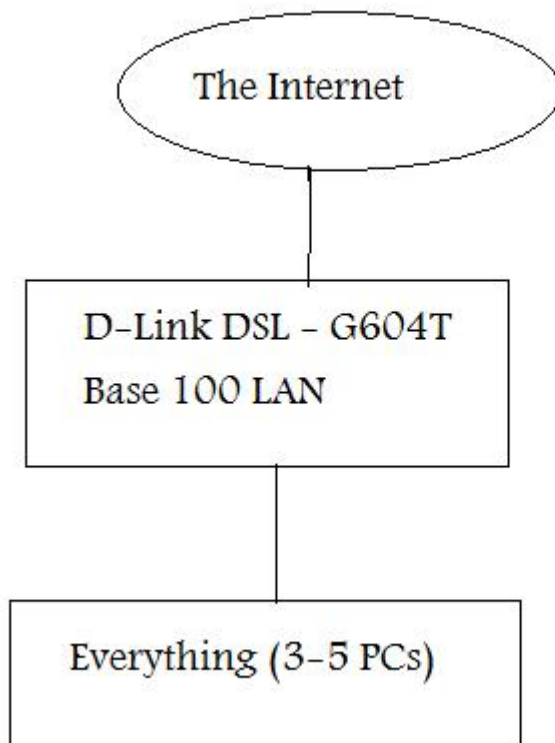 The Internet
D-Link DSL - G604T
Base 100 LAN
Everything (3-5 PCs)